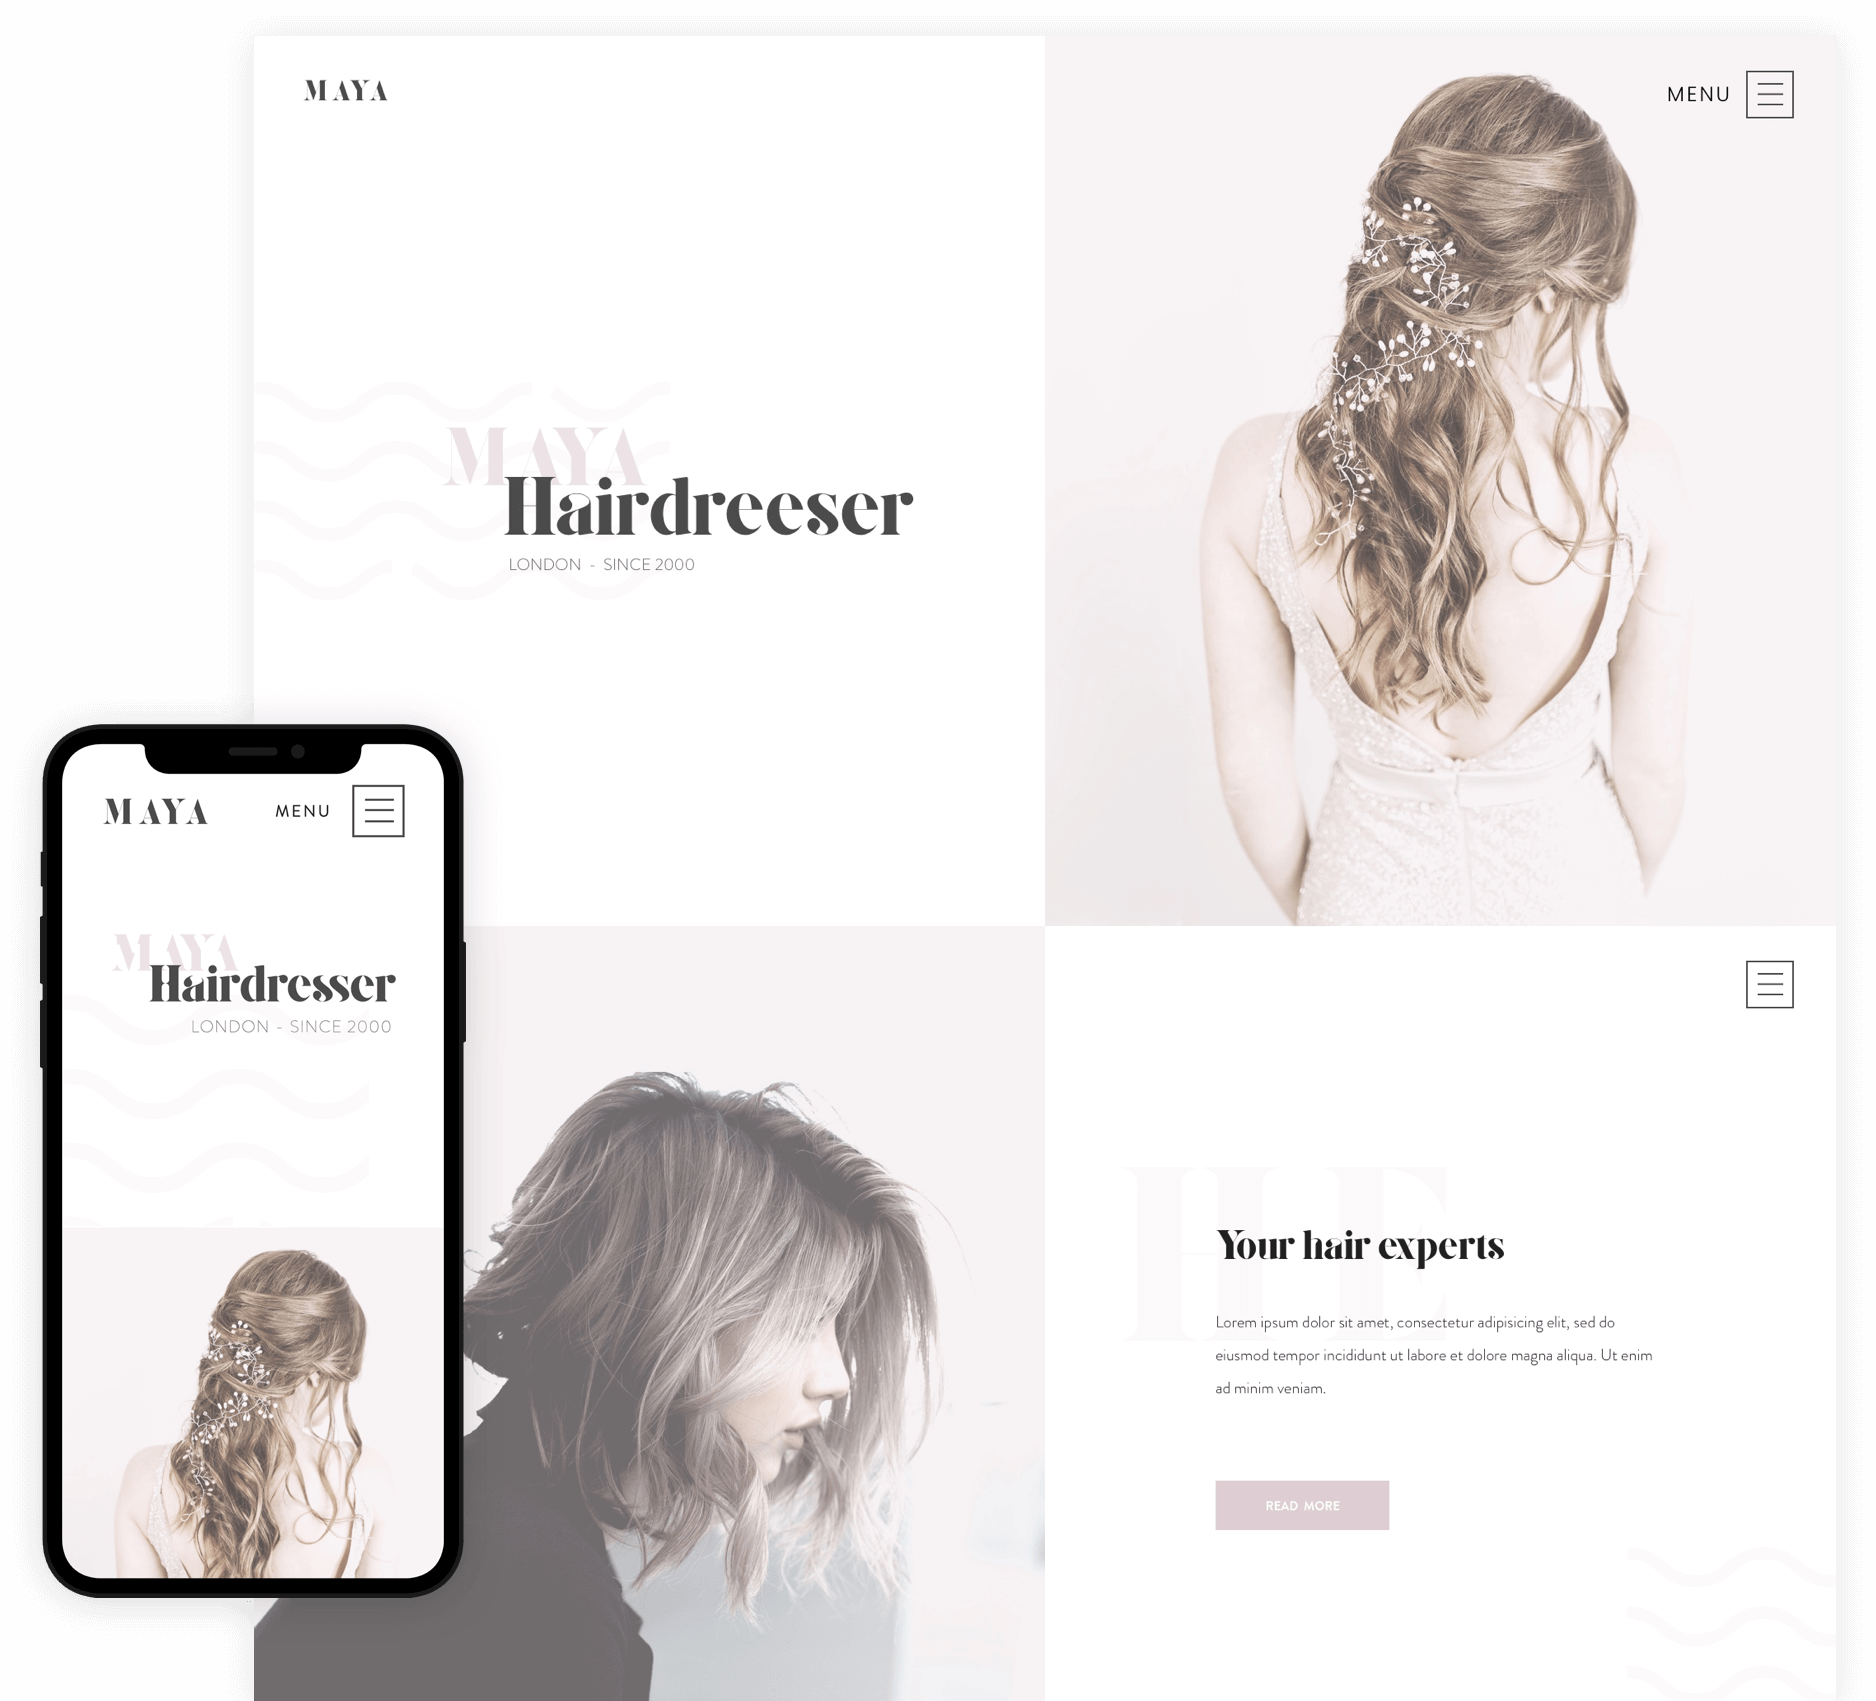 MAYA
MENU
MAYA
Hairdreeser
LONDON - SINCE 2000
MAYA
MENU
MAYA
Hairdresser
LONDON - SINCE 2000
HE
Your hair experts
Lorem ipsum dolor sit amet, consectetur adipisicing elit, sed do
eiusmod tempor incididunt ut labore et dolore magna aliqua. Ut enim
ad minim veniam.
READ MORE